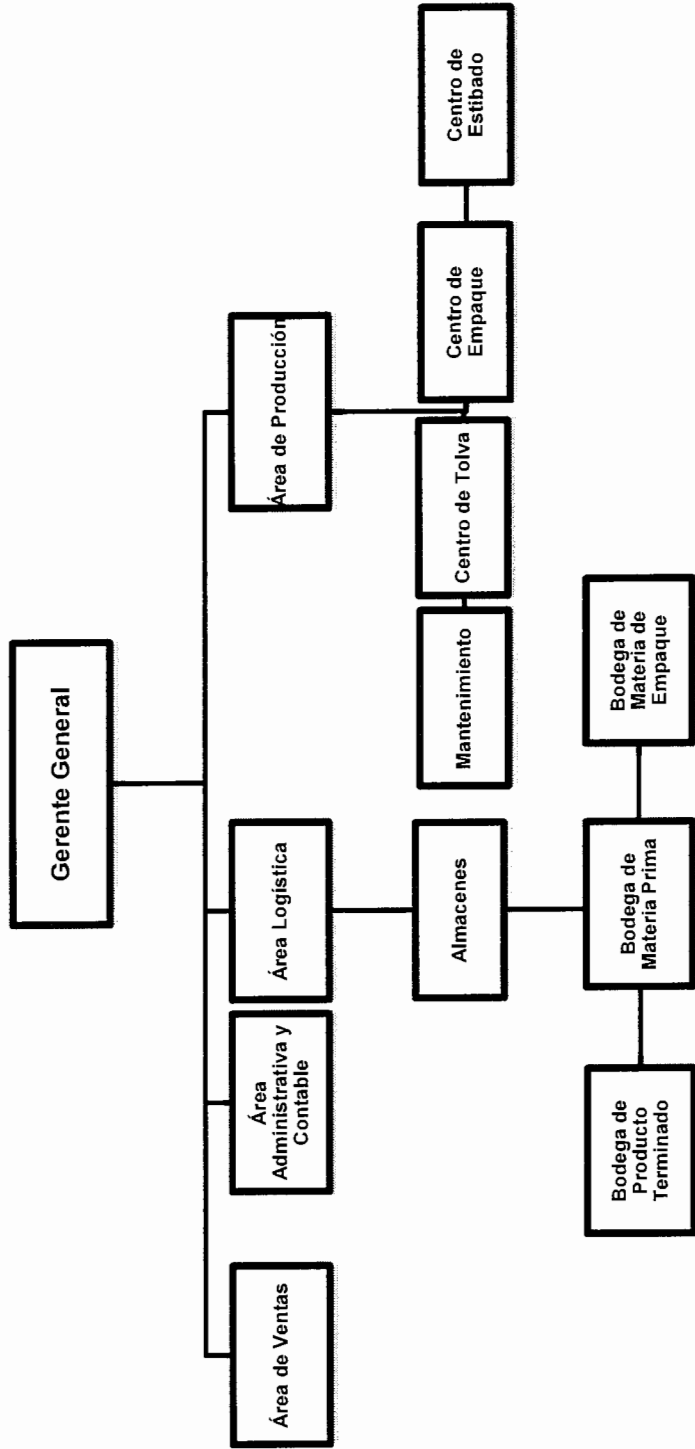 Gerente General
Área de Ventas
Área
Administrativa y
Contable
Área Logística
Área de Producción
Almacenes
Mantenimiento
Centro de Tolva
Centro de
Empaque
Centro de
Estibado
Bodega de
Producto
Terminado
Bodega de
Materia Prima
Bodega de
Materia de
Empaque